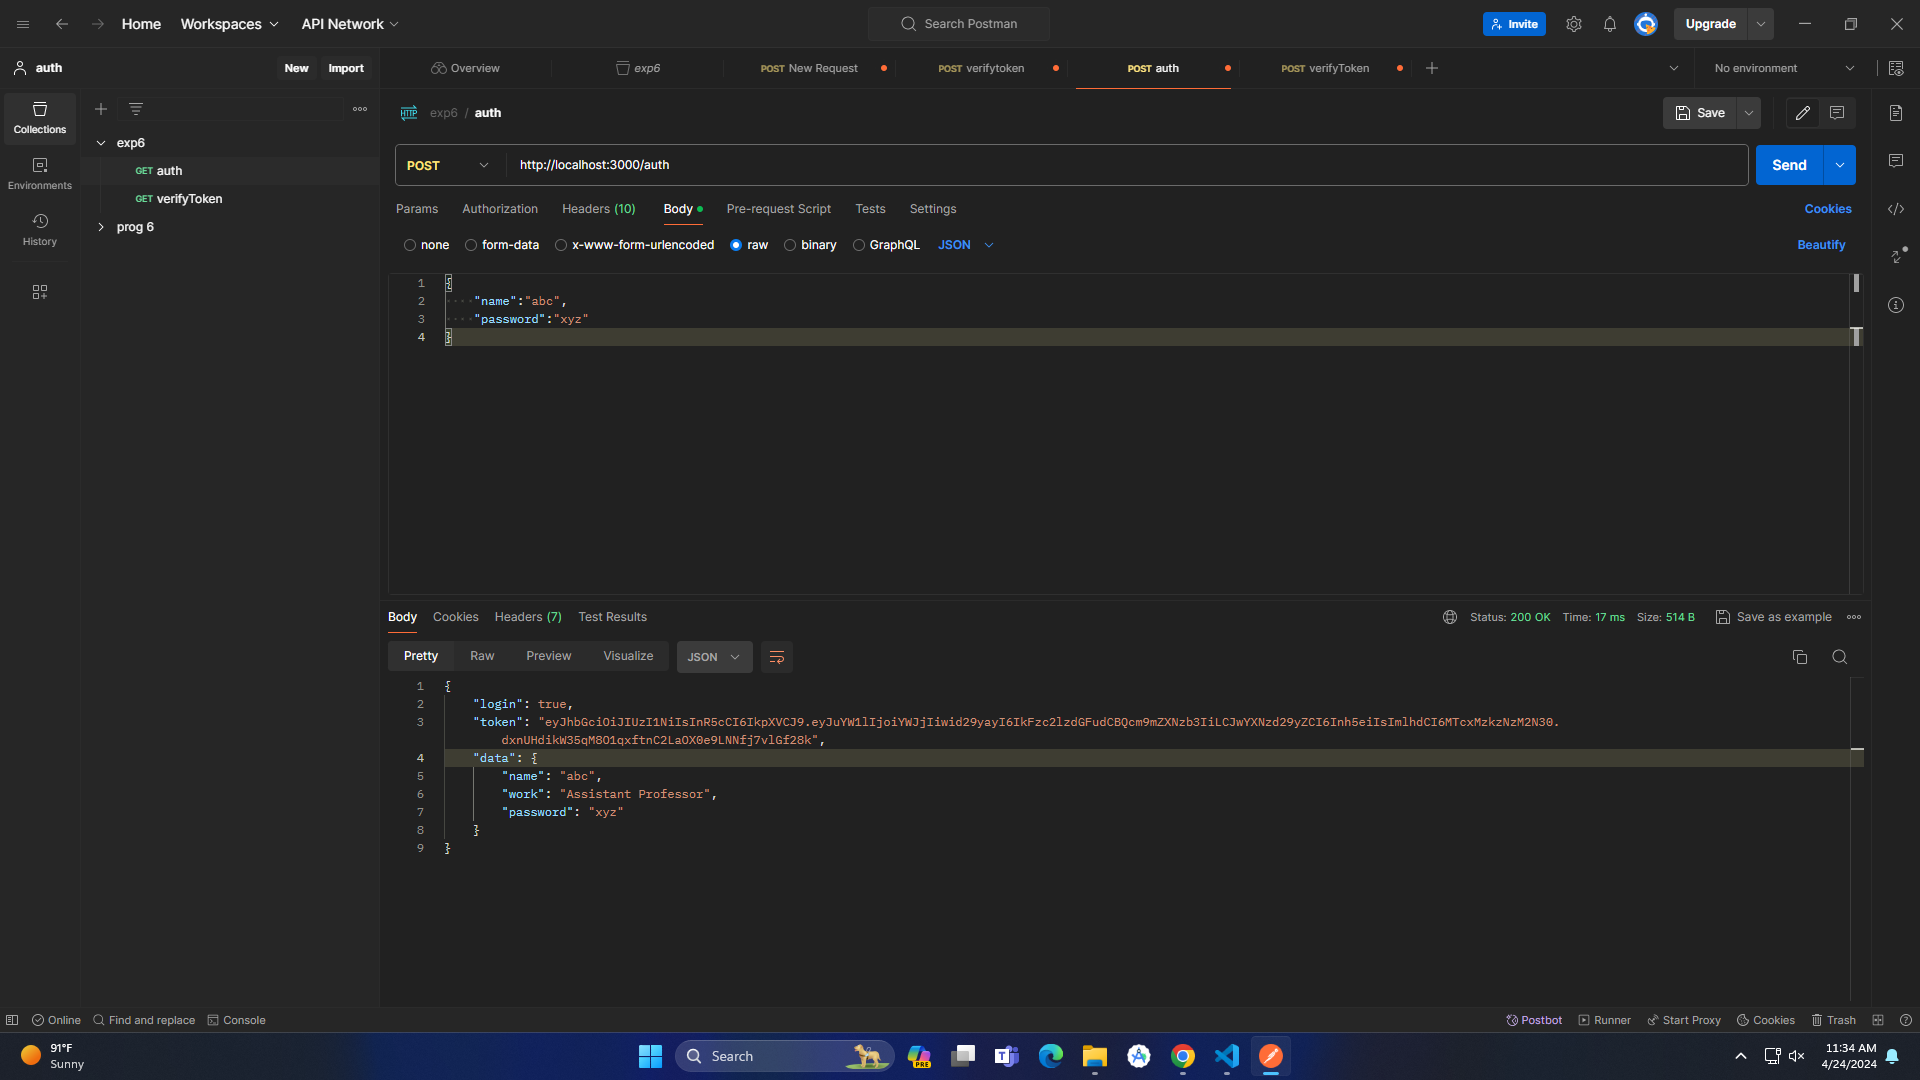 Home Workspaces API Network Search Postman Invite Upgrade
auth New Import Overview exp6 POST New Request POST verifytoken POST auth POST verifyToken No environment
Collections
Environments
History
exp6
GET auth
GET verifyToken
prog 6
HTTP exp6 / auth Save
POST http://localhost:3000/auth Send
Params Authorization Headers (10) Body Pre-request Script Tests Settings Cookies
none form-data x-www-form-urlencoded raw binary GraphQL JSON Beautify
1 {
2 "name":"abc",
3 "password":"xyz"
4 }
Body Cookies Headers (7) Test Results Status: 200 OK Time: 17 ms Size: 514 B Save as example
Pretty Raw Preview Visualize JSON
1 {
2 "login": true,
3 "token": "eyJhbGciOiJIUzI1NiIsInR5cCI6IkpXVCJ9.eyJuYW1lIjoiYWJjIiwid29yayI6IkFzc2lzdGFudCBQcm9mZXNzb3IiLCJwYXNzd29yZCI6Inh5eiIsImlhdCI6MTcxMzkzNzM2N30.
dxnUHdikW35qM8O1qxftnC2LaOX0e9LNNfj7vlGf28k",
4 "data": {
5 "name": "abc",
6 "work": "Assistant Professor",
7 "password": "xyz"
8 }
9 }
Online Find and replace Console Postbot Runner Start Proxy Cookies Trash
91°F
Sunny
Search
PRE
11:34 AM
4/24/2024